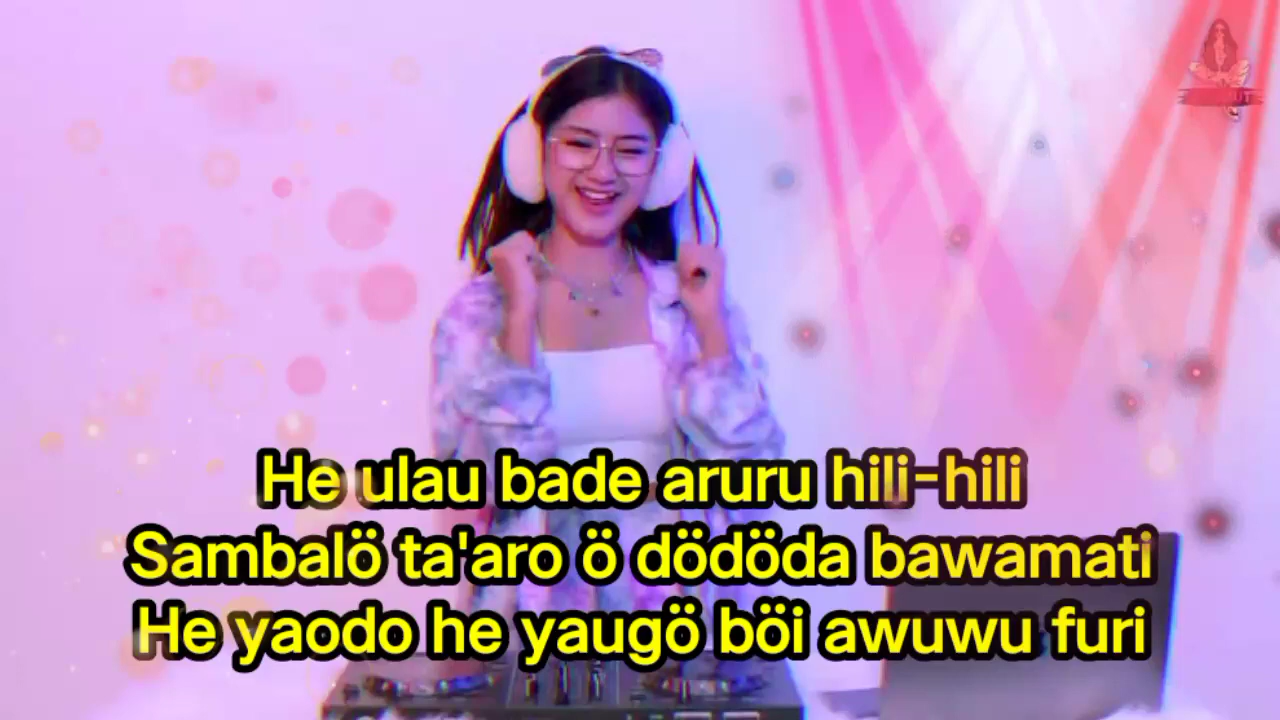 He ulau bade aruru hili-hili
Sambalö ta'aro ö dödöda bawamati
He yaodo he yaugö böi awuwu furi